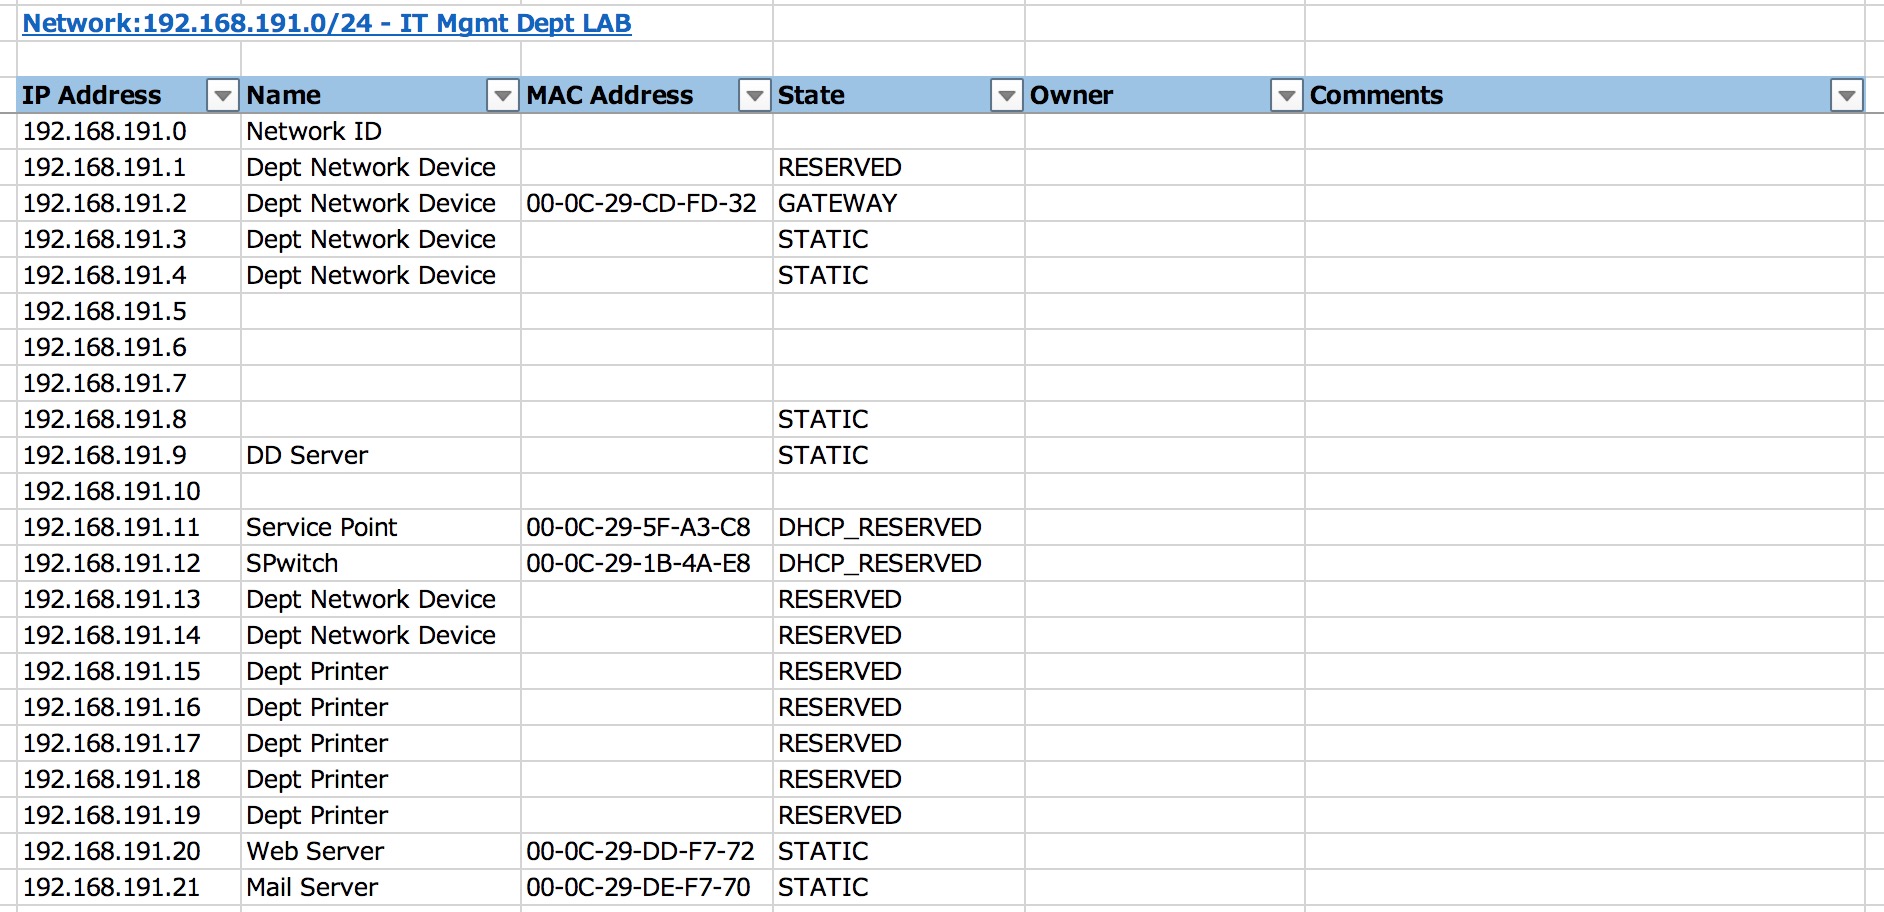 Network:192.168.191.0/24 - IT Mgmt Dept LAB
IP Address Name MAC Address State Owner Comments
192.168.191.0 Network ID
192.168.191.1 Dept Network Device RESERVED
192.168.191.2 Dept Network Device 00-0C-29-CD-FD-32 GATEWAY
192.168.191.3 Dept Network Device STATIC
192.168.191.4 Dept Network Device STATIC
192.168.191.5
192.168.191.6
192.168.191.7
192.168.191.8 STATIC
192.168.191.9 DD Server STATIC
192.168.191.10
192.168.191.11 Service Point 00-0C-29-5F-A3-C8 DHCP_RESERVED
192.168.191.12 SPwitch 00-0C-29-1B-4A-E8 DHCP_RESERVED
192.168.191.13 Dept Network Device RESERVED
192.168.191.14 Dept Network Device RESERVED
192.168.191.15 Dept Printer RESERVED
192.168.191.16 Dept Printer RESERVED
192.168.191.17 Dept Printer RESERVED
192.168.191.18 Dept Printer RESERVED
192.168.191.19 Dept Printer RESERVED
192.168.191.20 Web Server 00-0C-29-DD-F7-72 STATIC
192.168.191.21 Mail Server 00-0C-29-DE-F7-70 STATIC